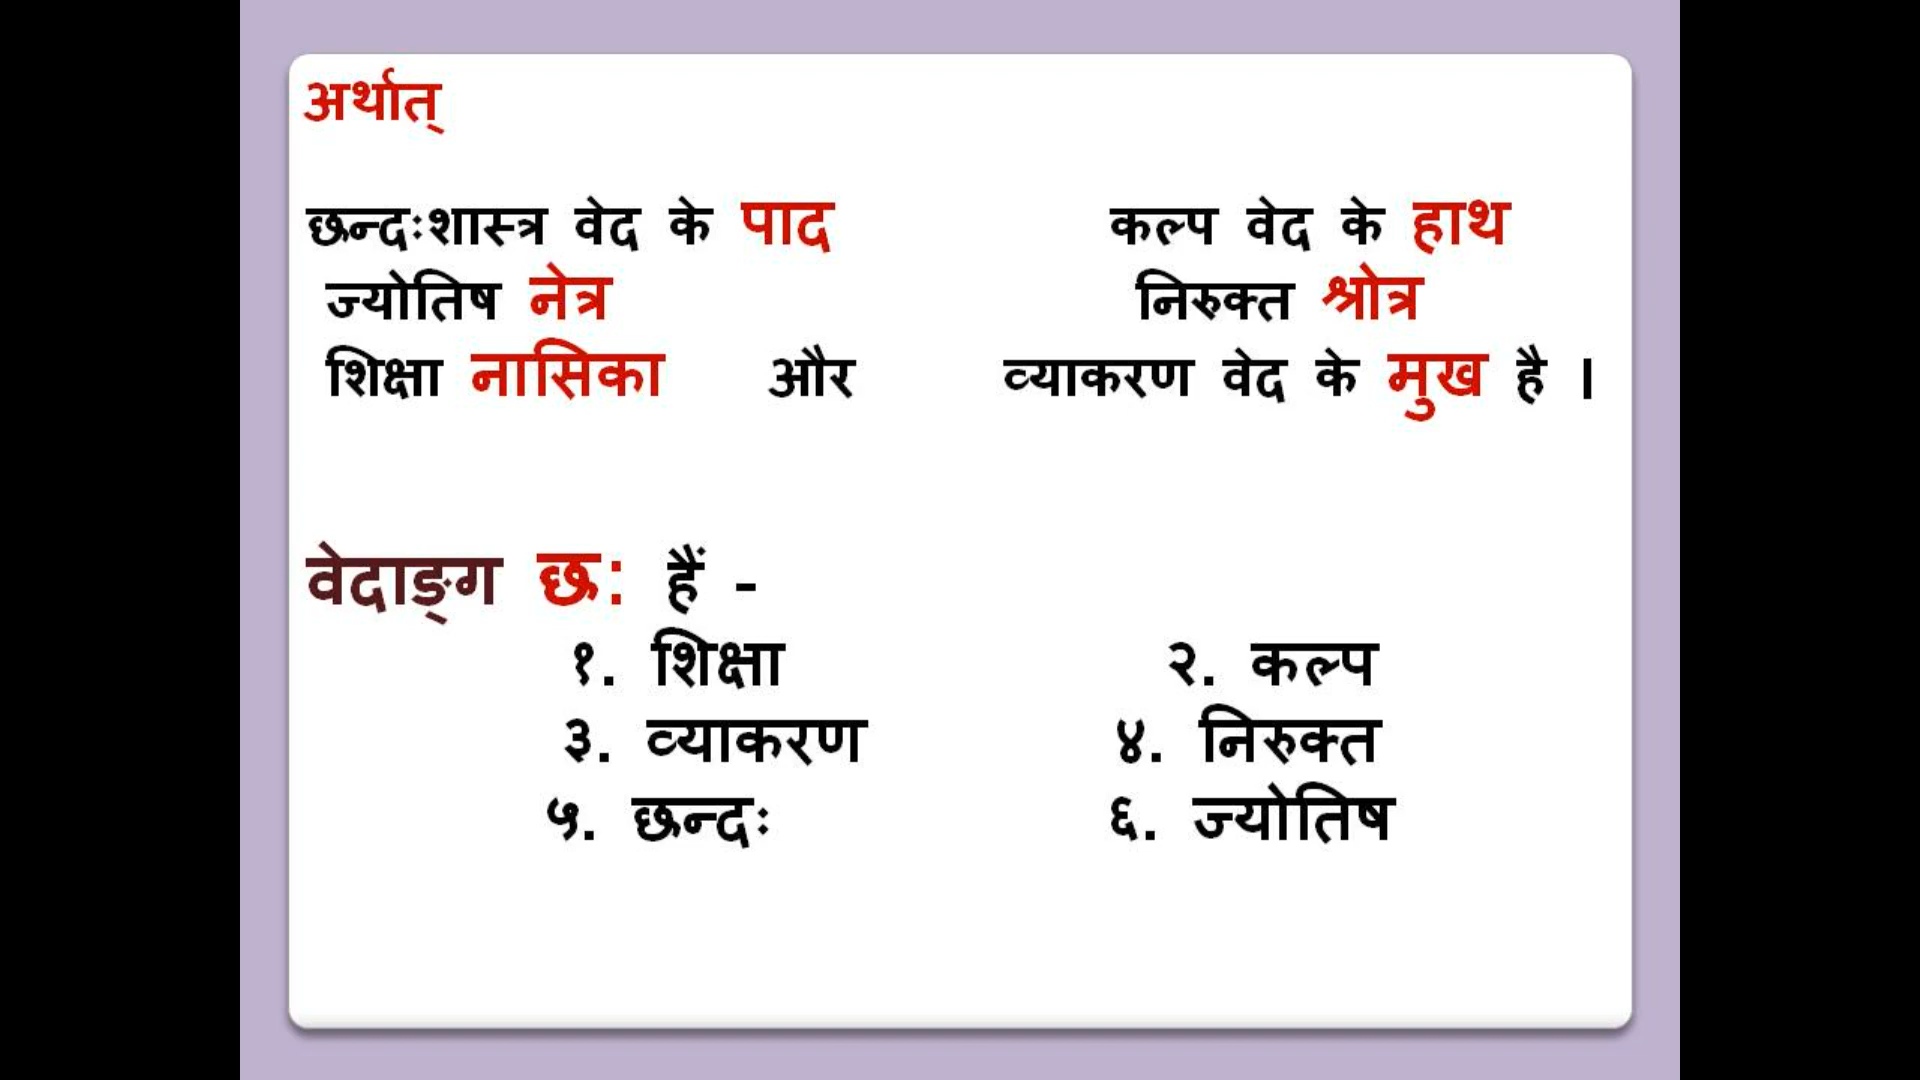 अर्थात्
छन्दःशास्त्र वेद के पाद कल्प वेद के हाथ
ज्योतिष नेत्र निरुक्त श्रोत्र
शिक्षा नासिका और व्याकरण वेद के मुख है ।
वेदाङ्ग छ: हैं -
१. शिक्षा २. कल्प
३. व्याकरण ४. निरुक्त
५. छन्दः ६. ज्योतिष